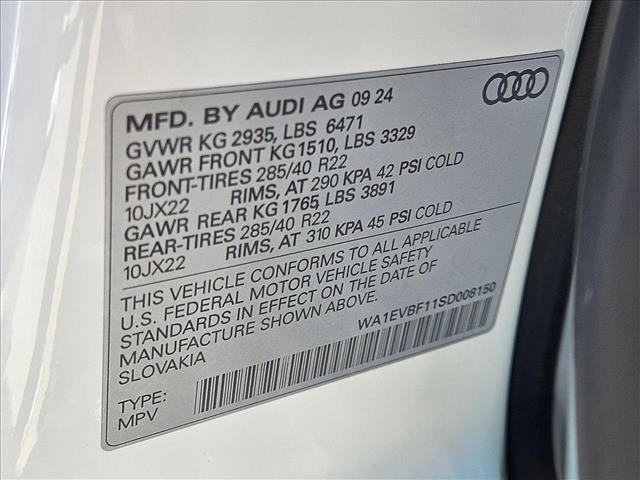 MFD. BY AUDI AG 09 24
GVWR KG 2935, LBS 6471
GAWR FRONT KG1510, LBS 3329
FRONT-TIRES 285/40 R22
10JX22 RIMS, AT 290 KPA 42 PSI COLD
GAWR REAR KG 1765, LBS 3891
REAR-TIRES 285/40 R22
10JX22 RIMS, AT 310 KPA 45 PSI COLD
THIS VEHICLE CONFORMS TO ALL APPLICABLE
U.S. FEDERAL MOTOR VEHICLE SAFETY
STANDARDS IN EFFECT ON THE DATE OF
MANUFACTURE SHOWN ABOVE.
SLOVAKIA WA1EVBF11SD008150
TYPE:
MPV